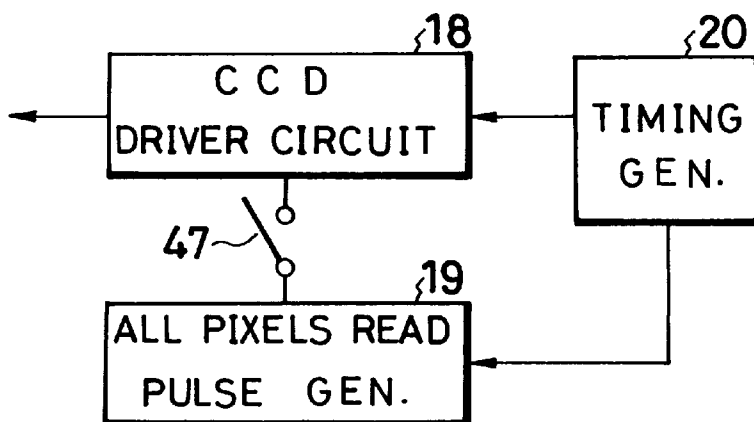 18
CCD
DRIVER CIRCUIT
20
TIMING
GEN.
47
19
ALL PIXELS READ
PULSE GEN.